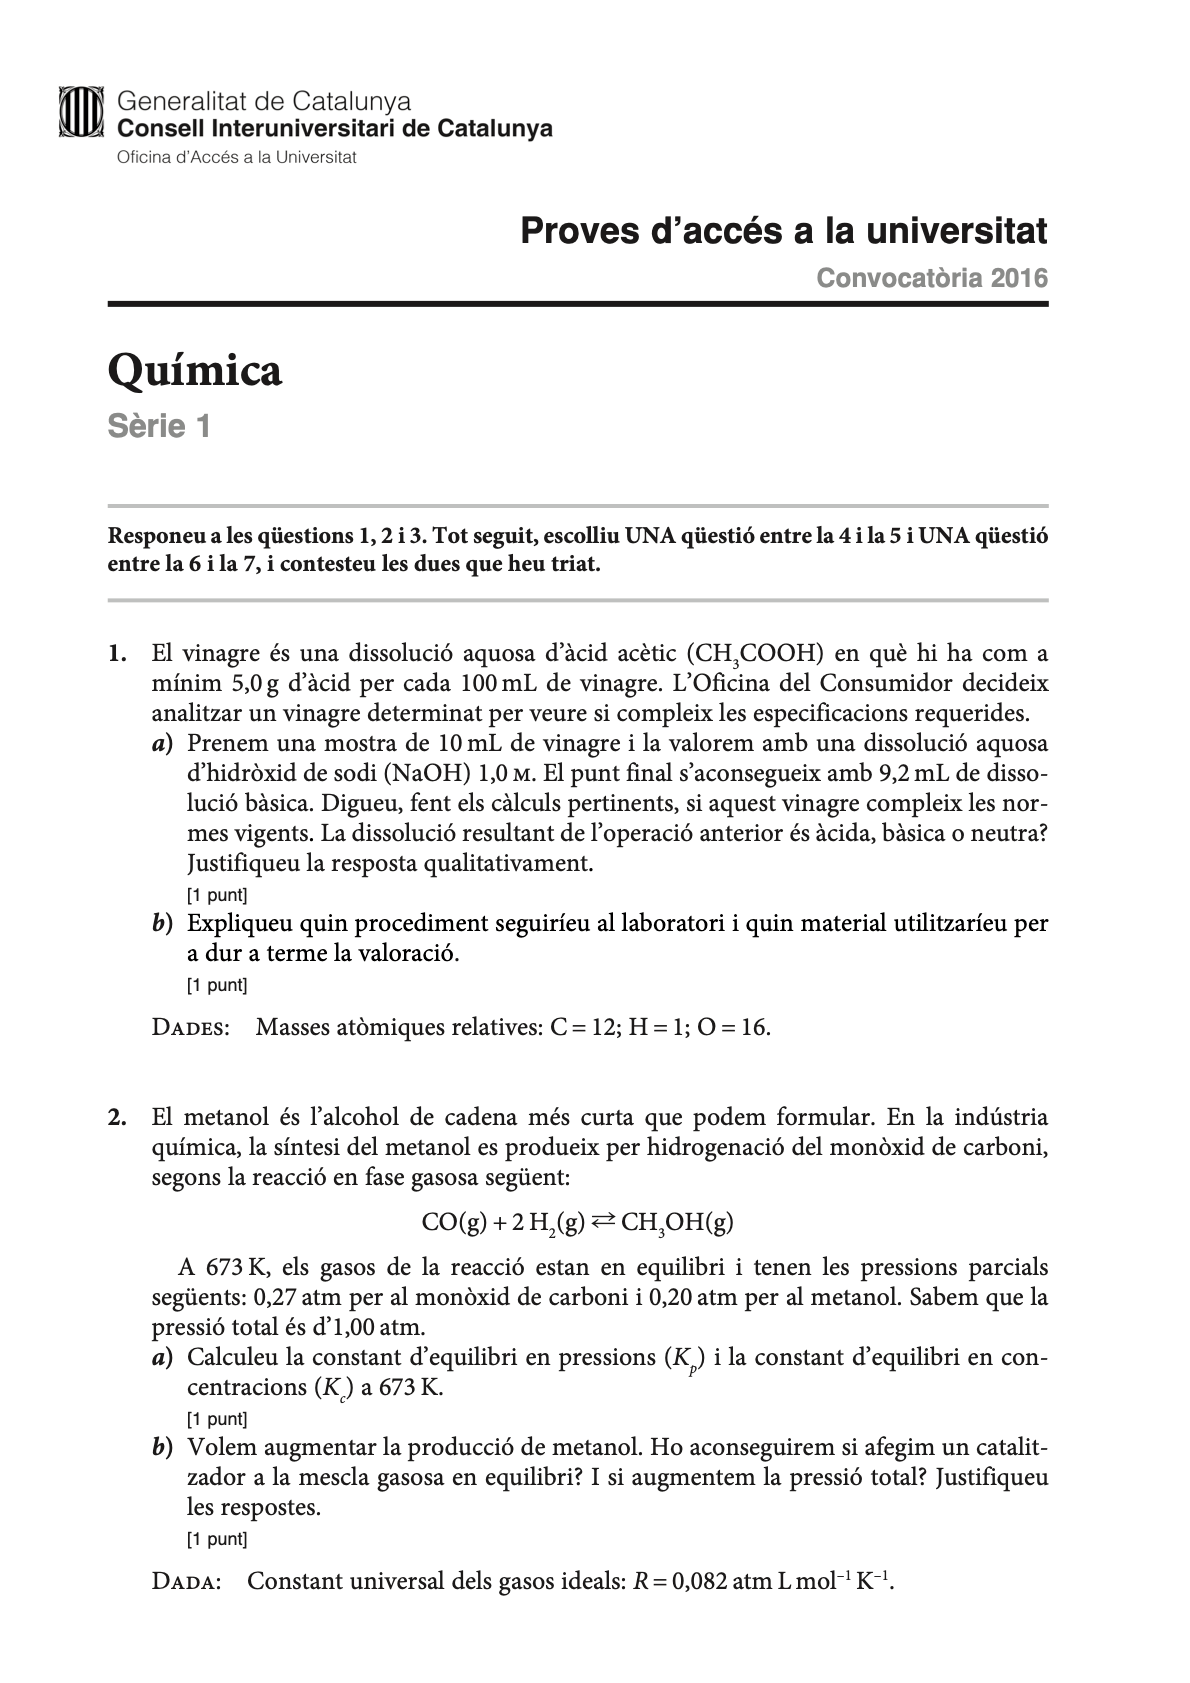 Generalitat de Catalunya
Consell Interuniversitari de Catalunya
Oficina d’Accés a la Universitat
Proves d’accés a la universitat
Convocatòria 2016
Química
Sèrie 1
Responeu a les qüestions 1, 2 i 3. Tot seguit, escolliu UNA qüestió entre la 4 i la 5 i UNA qüestió
entre la 6 i la 7, i contesteu les dues que heu triat.
1. El vinagre és una dissolució aquosa d’àcid acètic (CH₃COOH) en què hi ha com a
mínim 5,0 g d’àcid per cada 100 mL de vinagre. L’Oficina del Consumidor decideix
analitzar un vinagre determinat per veure si compleix les especificacions requerides.
a) Prenem una mostra de 10 mL de vinagre i la valorem amb una dissolució aquosa
d’hidròxid de sodi (NaOH) 1,0 M. El punt final s’aconsegueix amb 9,2 mL de disso-
lució bàsica. Digueu, fent els càlculs pertinents, si aquest vinagre compleix les nor-
mes vigents. La dissolució resultant de l’operació anterior és àcida, bàsica o neutra?
Justifiqueu la resposta qualitativament.
[1 punt]
b) Expliqueu quin procediment seguiríeu al laboratori i quin material utilitzaríeu per
a dur a terme la valoració.
[1 punt]
DADES: Masses atòmiques relatives: C = 12; H = 1; O = 16.
2. El metanol és l’alcohol de cadena més curta que podem formular. En la indústria
química, la síntesi del metanol es produeix per hidrogenació del monòxid de carboni,
segons la reacció en fase gasosa següent:
CO(g) + 2 H₂(g) ⇄ CH₃OH(g)
A 673 K, els gasos de la reacció estan en equilibri i tenen les pressions parcials
següents: 0,27 atm per al monòxid de carboni i 0,20 atm per al metanol. Sabem que la
pressió total és d’1,00 atm.
a) Calculeu la constant d’equilibri en pressions (Kₚ) i la constant d’equilibri en con-
centracions (K_c) a 673 K.
[1 punt]
b) Volem augmentar la producció de metanol. Ho aconseguirem si afegim un catalit-
zador a la mescla gasosa en equilibri? I si augmentem la pressió total? Justifiqueu
les respostes.
[1 punt]
DADA: Constant universal dels gasos ideals: R = 0,082 atm L mol⁻¹ K⁻¹.